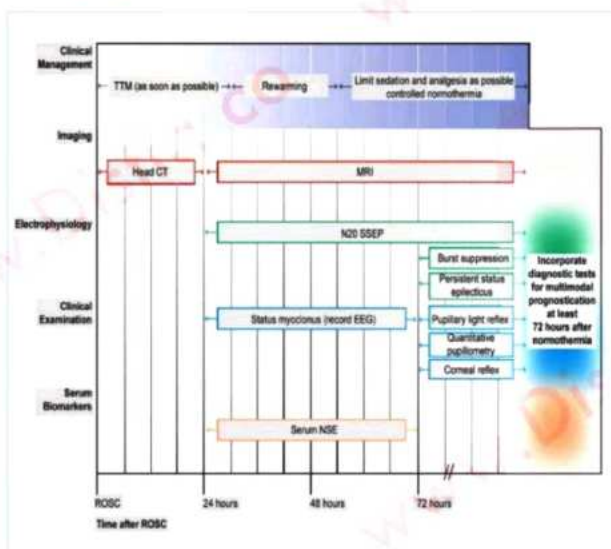 Clinical
Management
TTM (as soon as possible)
Rewarming
Limit sedation and analgesia as possible
controlled normothermia
Imaging
Head CT
MRI
Electrophysiology
N20 SSEP
Burst suppression
Persistent status
epilepticus
Clinical
Examination
Status myoclonus (record EEG)
Pupillary light reflex
Quantitative
pupillometry
Corneal reflex
Incorporate
diagnostic tests
for multimodal
prognostication
at least
72 hours after
normothermia
Serum
Biomarkers
Serum NSE
ROSC
24 hours
48 hours
72 hours
Time after ROSC